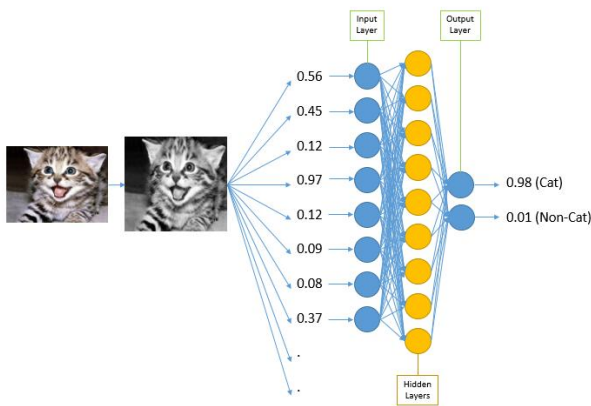 Input
Layer
Output
Layer
0.56
0.45
0.12
0.97
0.12
0.09
0.08
0.37
.
.
0.98 (Cat)
0.01 (Non-Cat)
Hidden
Layers